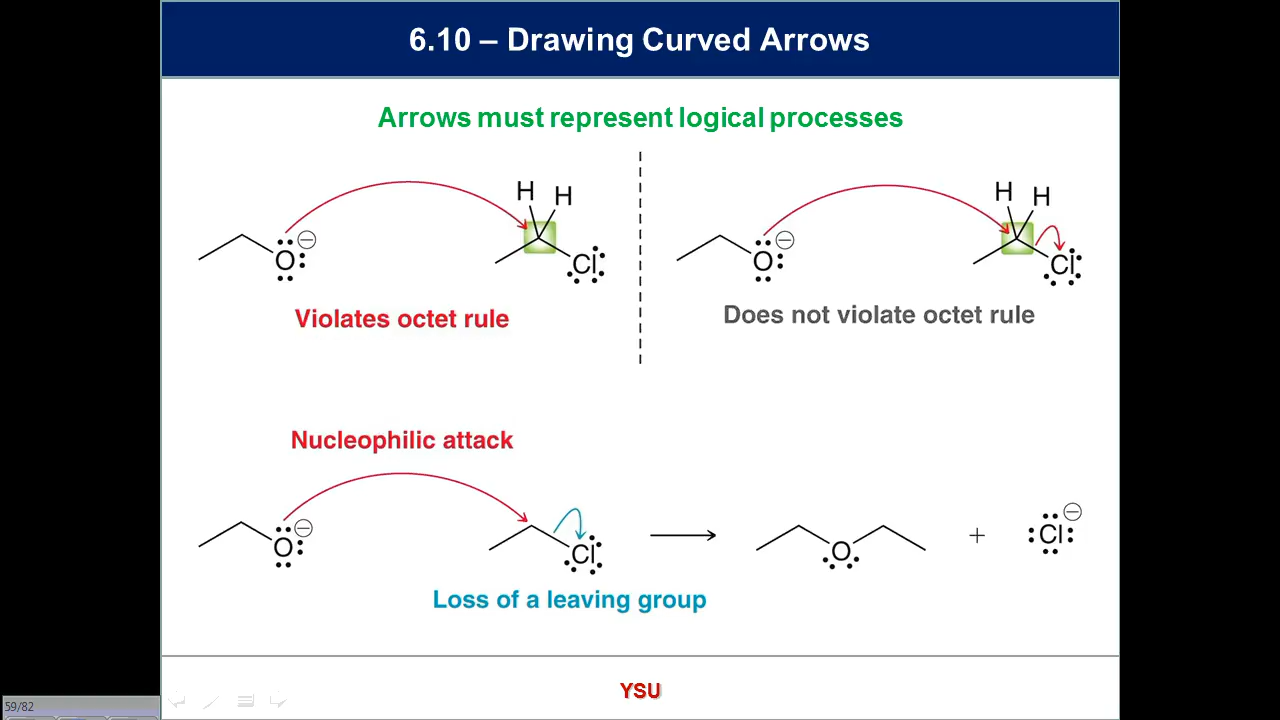 6.10 – Drawing Curved Arrows
Arrows must represent logical processes
H H
O
Cl
Violates octet rule
H H
O
Cl
Does not violate octet rule
Nucleophilic attack
O
Cl
O
+
Cl
Loss of a leaving group
YSU
59/82